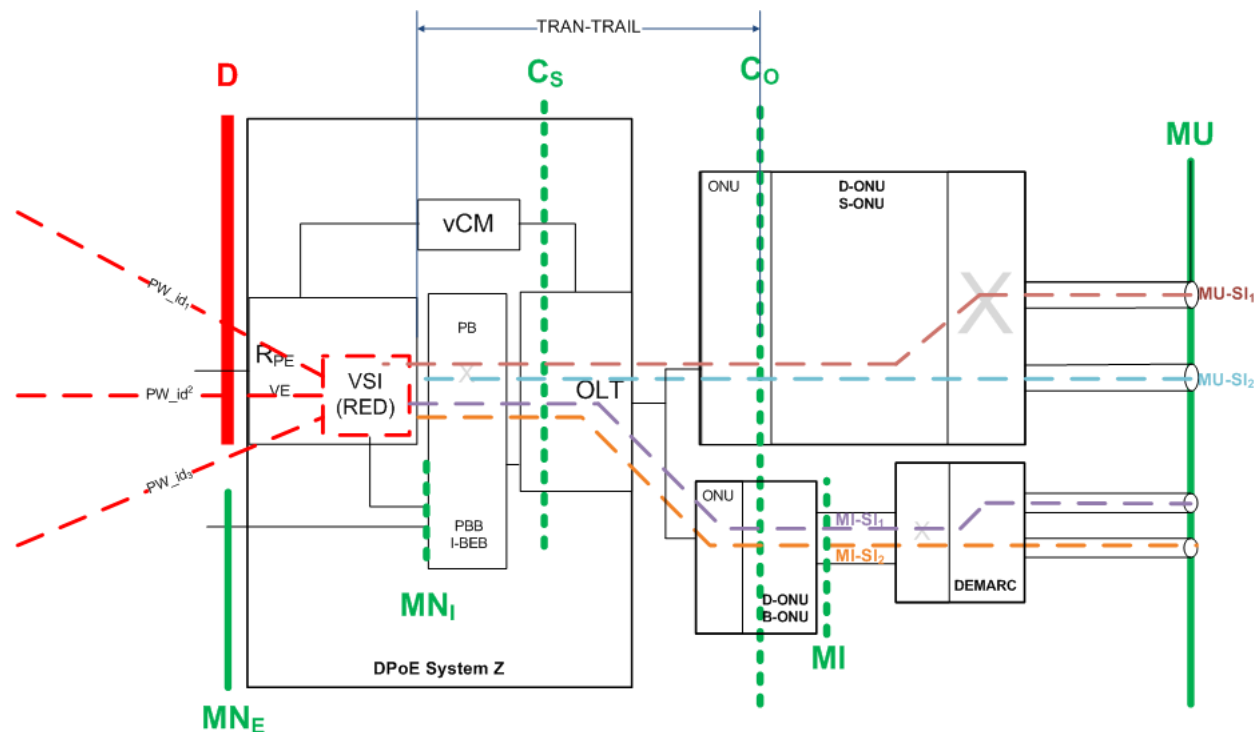 TRAN-TRAIL
D
CS
CO
MU
ONU
D-ONU
S-ONU
vCM
PW_id1
PB
X
X
MU-SI1
RPE
VSI
(RED)
VE
PW_id2
OLT
MU-SI2
PW_id3
ONU
MI-SI1
X
MI-SI2
PBB
I-BEB
DEMARC
D-ONU
B-ONU
MNI
MI
DPoE System Z
MNE